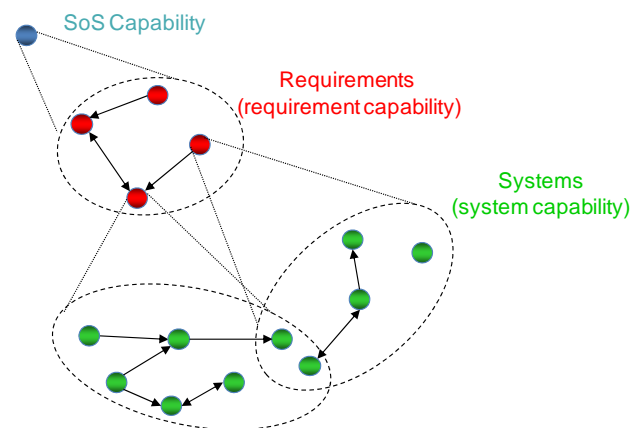 SoS Capability
Requirements
(requirement capability)
Systems
(system capability)